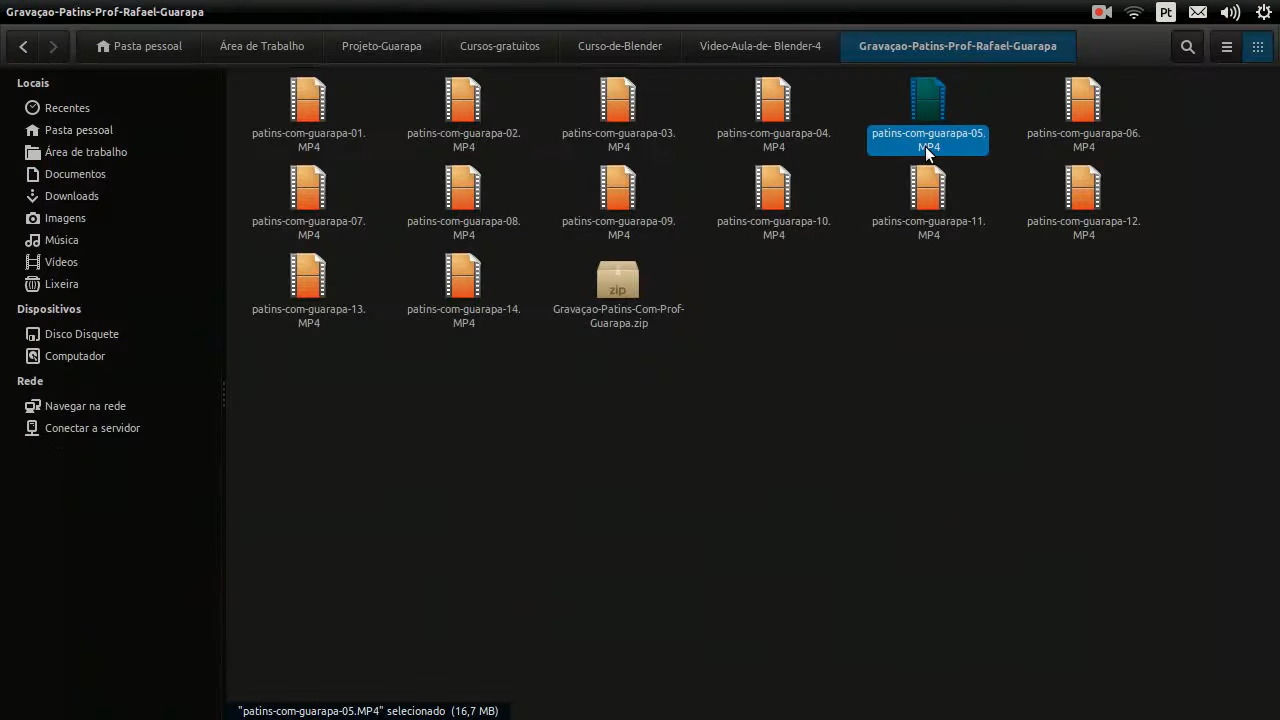 Gravaçao-Patins-Prof-Rafael-Guarapa
Pt
Pasta pessoal
Área de Trabalho
Projeto-Guarapa
Cursos-gratuitos
Curso-de-Blender
Video-Aula-de- Blender-4
Gravaçao-Patins-Prof-Rafael-Guarapa
Locais
Recentes
Pasta pessoal
Área de trabalho
Documentos
Downloads
Imagens
Música
Vídeos
Lixeira
Dispositivos
Disco Disquete
Computador
Rede
Navegar na rede
Conectar a servidor
patins-com-guarapa-01.
MP4
patins-com-guarapa-02.
MP4
patins-com-guarapa-03.
MP4
patins-com-guarapa-04.
MP4
patins-com-guarapa-05.
MP4
patins-com-guarapa-06.
MP4
patins-com-guarapa-07.
MP4
patins-com-guarapa-08.
MP4
patins-com-guarapa-09.
MP4
patins-com-guarapa-10.
MP4
patins-com-guarapa-11.
MP4
patins-com-guarapa-12.
MP4
patins-com-guarapa-13.
MP4
patins-com-guarapa-14.
MP4
zip
Gravaçao-Patins-Com-Prof-
Guarapa.zip
"patins-com-guarapa-05.MP4" selecionado (16,7 MB)